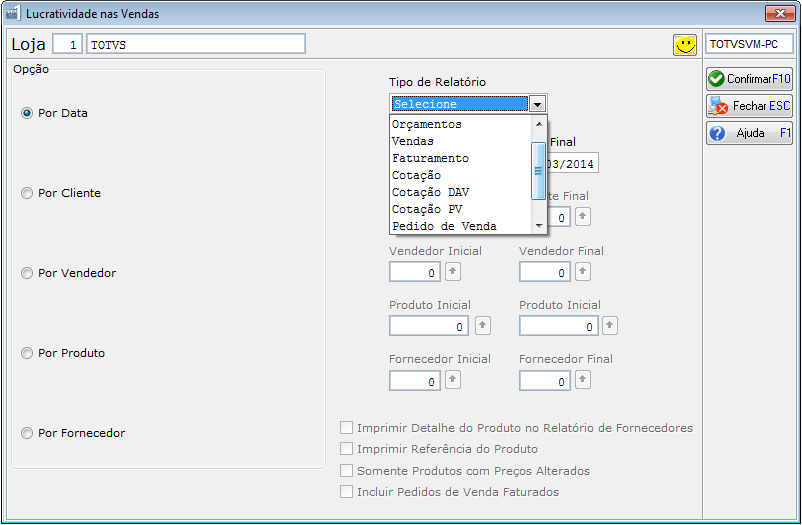 Lucratividade nas Vendas
Loja 1 TOTVS
TOTVSVM-PC
Confirmar F10
Fechar ESC
Ajuda F1
Opção
Por Data
Por Cliente
Por Vendedor
Por Produto
Por Fornecedor
Tipo de Relatório
Selecione
Orçamentos
Vendas
Faturamento
Cotação
Cotação DAV
Cotação PV
Pedido de Venda
Final
03/2014
Final
0
Vendedor Inicial Vendedor Final
0 0
Produto Inicial Produto Inicial
0 0
Fornecedor Inicial Fornecedor Final
0 0
Imprimir Detalhe do Produto no Relatório de Fornecedores
Imprimir Referência do Produto
Somente Produtos com Preços Alterados
Incluir Pedidos de Venda Faturados